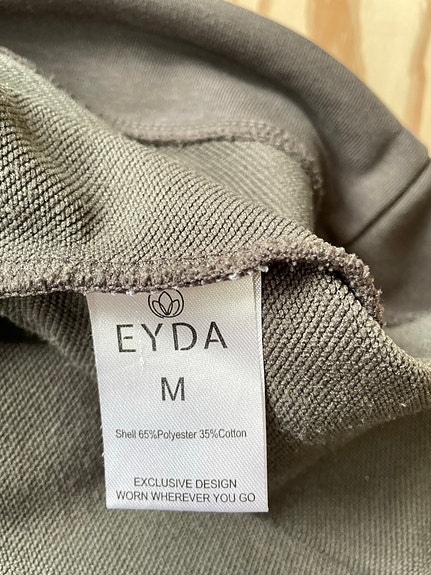 EYDA
M
Shell 65%Polyester 35%Cotton
EXCLUSIVE DESIGN
WORN WHEREVER YOU GO